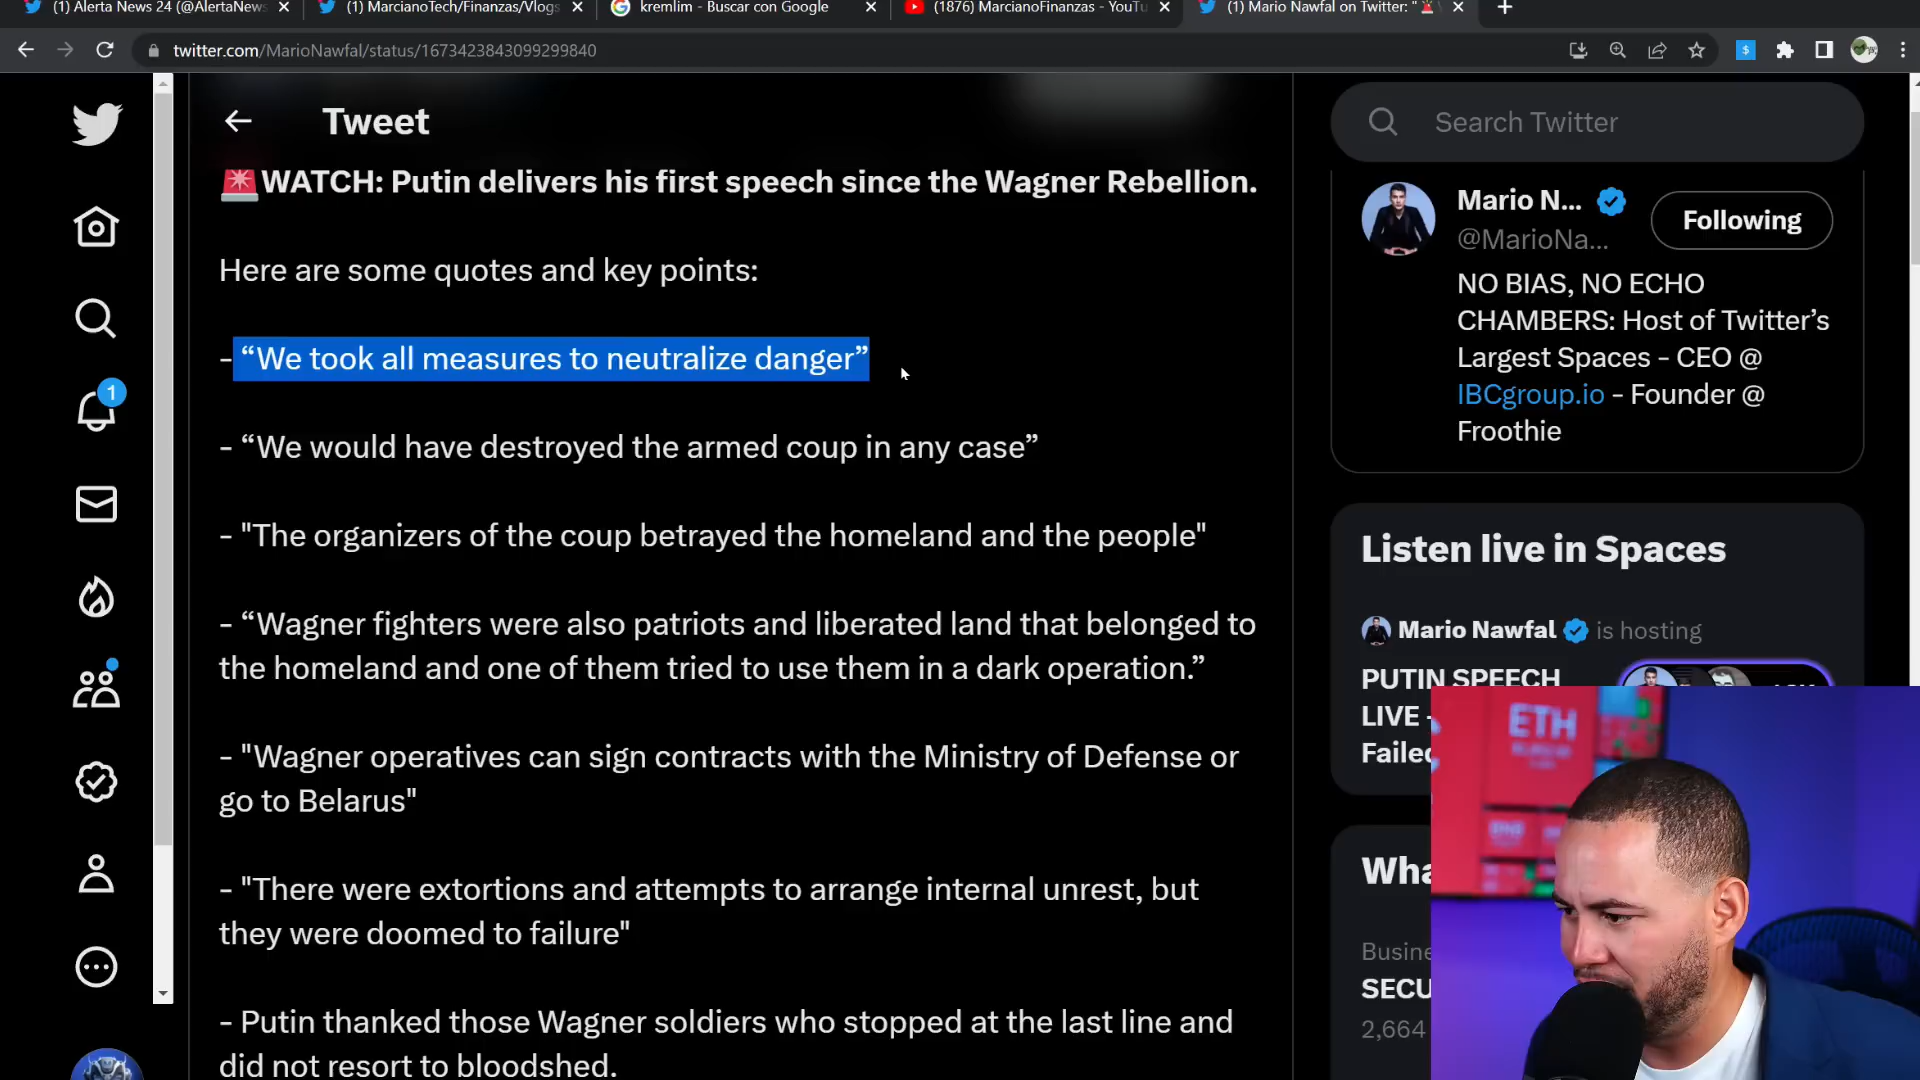 (1) Alerta News 24 (@AlertaNews
(1) MarcianoTech/Finanzas/Vlogs
kremlim - Buscar con Google
(1876) MarcianoFinanzas - YouTu
(1) Mario Nawfal on Twitter: "
twitter.com/MarioNawfal/status/1673423843099299840
Tweet
Search Twitter
WATCH: Putin delivers his first speech since the Wagner Rebellion.
Here are some quotes and key points:
- “We took all measures to neutralize danger”
- “We would have destroyed the armed coup in any case”
- "The organizers of the coup betrayed the homeland and the people"
- “Wagner fighters were also patriots and liberated land that belonged to
the homeland and one of them tried to use them in a dark operation.”
- "Wagner operatives can sign contracts with the Ministry of Defense or
go to Belarus"
- "There were extortions and attempts to arrange internal unrest, but
they were doomed to failure"
- Putin thanked those Wagner soldiers who stopped at the last line and
did not resort to bloodshed.
1
Mario N...
@MarioNa...
Following
NO BIAS, NO ECHO
CHAMBERS: Host of Twitter’s
Largest Spaces - CEO @
IBCgroup.io - Founder @
Froothie
Listen live in Spaces
Mario Nawfal is hosting
PUTIN SPEECH
LIVE -
Failed
Wha
Busine
SECU
2,664
ETH